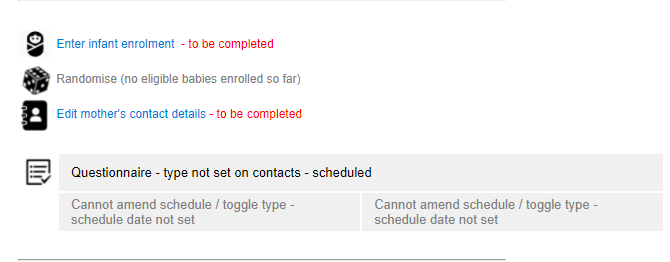 Enter infant enrolment - to be completed
Randomise (no eligible babies enrolled so far)
Edit mother's contact details - to be completed
Questionnaire - type not set on contacts - scheduled
Cannot amend schedule / toggle type -
schedule date not set
Cannot amend schedule / toggle type -
schedule date not set